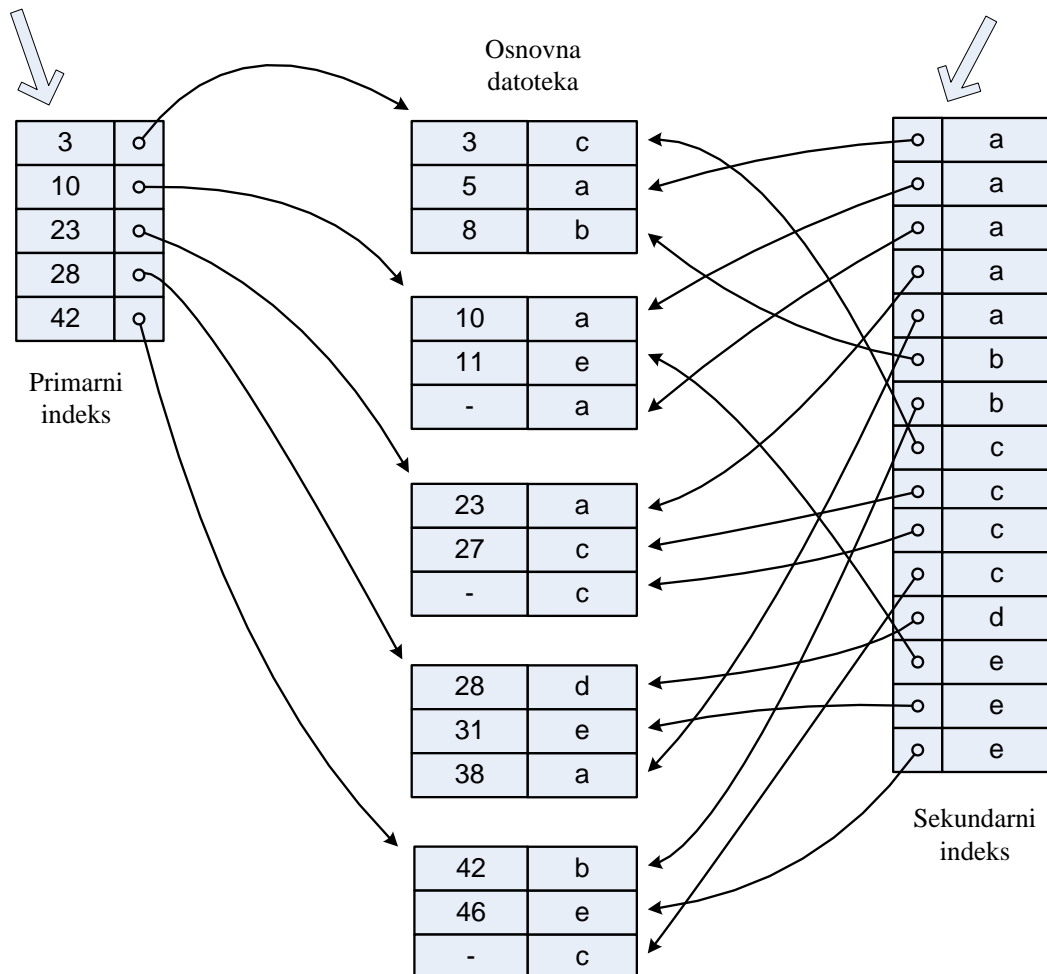 Osnovna
datoteka
3
10
23
28
42
Primarni
indeks
3 c
5 a
8 b
10 a
11 e
- a
23 a
27 c
- c
28 d
31 e
38 a
42 b
46 e
- c
a
a
a
a
a
b
b
c
c
c
c
d
e
e
e
Sekundarni
indeks